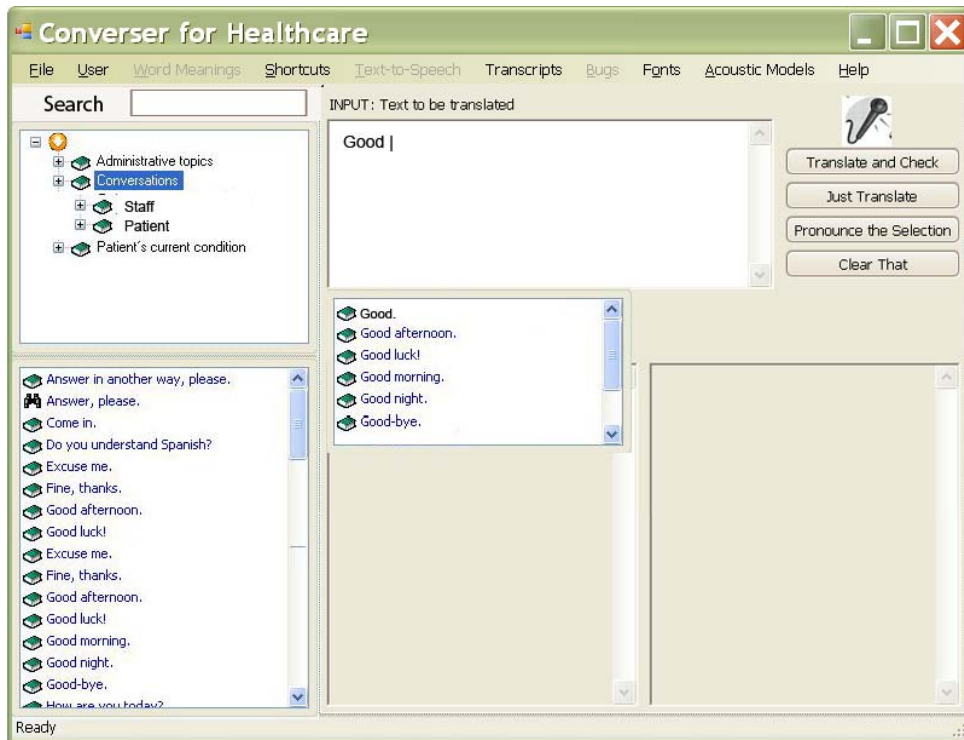 Converser for Healthcare
File User Word Meanings Shortcuts Text-to-Speech Transcripts Bugs Fonts Acoustic Models Help
Search
INPUT: Text to be translated
Good
Administrative topics
Conversations
Staff
Patient
Patient's current condition
Translate and Check
Just Translate
Pronounce the Selection
Clear That
Good.
Good afternoon.
Good luck!
Good morning.
Good night.
Good-bye.
Answer in another way, please.
Answer, please.
Come in.
Do you understand Spanish?
Excuse me.
Fine, thanks.
Good afternoon.
Good luck!
Excuse me.
Fine, thanks.
Good afternoon.
Good luck!
Good morning.
Good night.
Good-bye.
How are you today?
Ready